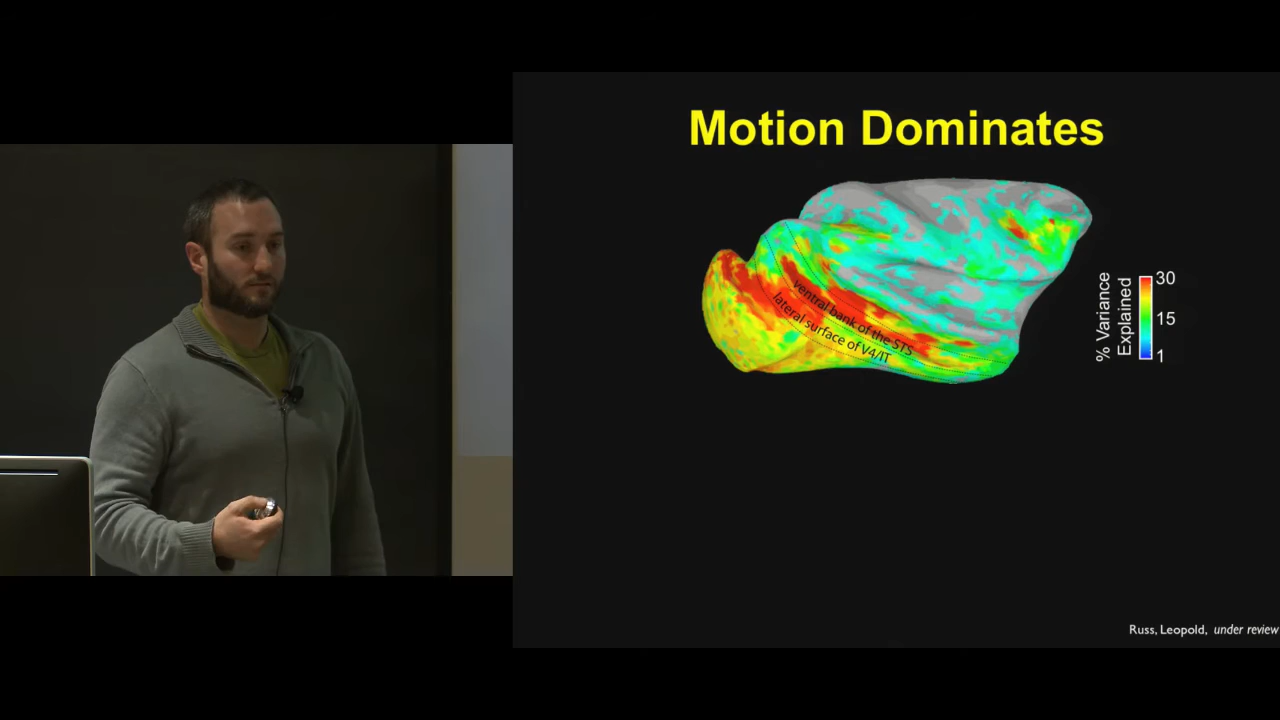 Motion Dominates
ventral bank of the STS
lateral surface of V4/IT
% Variance
Explained
30
15
1
Russ, Leopold, under review